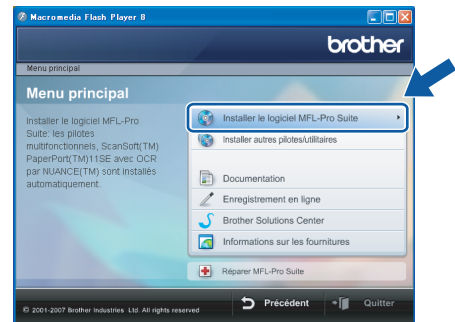 Macromedia Flash Player 8
brother
Menu principal
Menu principal
Installer le logiciel MFL-Pro
Suite: les pilotes
multifonctionnels, ScanSoft(TM)
PaperPort(TM)11SE avec OCR
par NUANCE(TM) sont installés
automatiquement.
Installer le logiciel MFL-Pro Suite
Installer autres pilotes/utilitaires
Documentation
Enregistrement en ligne
Brother Solutions Center
Informations sur les fournitures
Réparer MFL-Pro Suite
© 2001-2007 Brother Industries Ltd All rights reserved
Précédent
Quitter